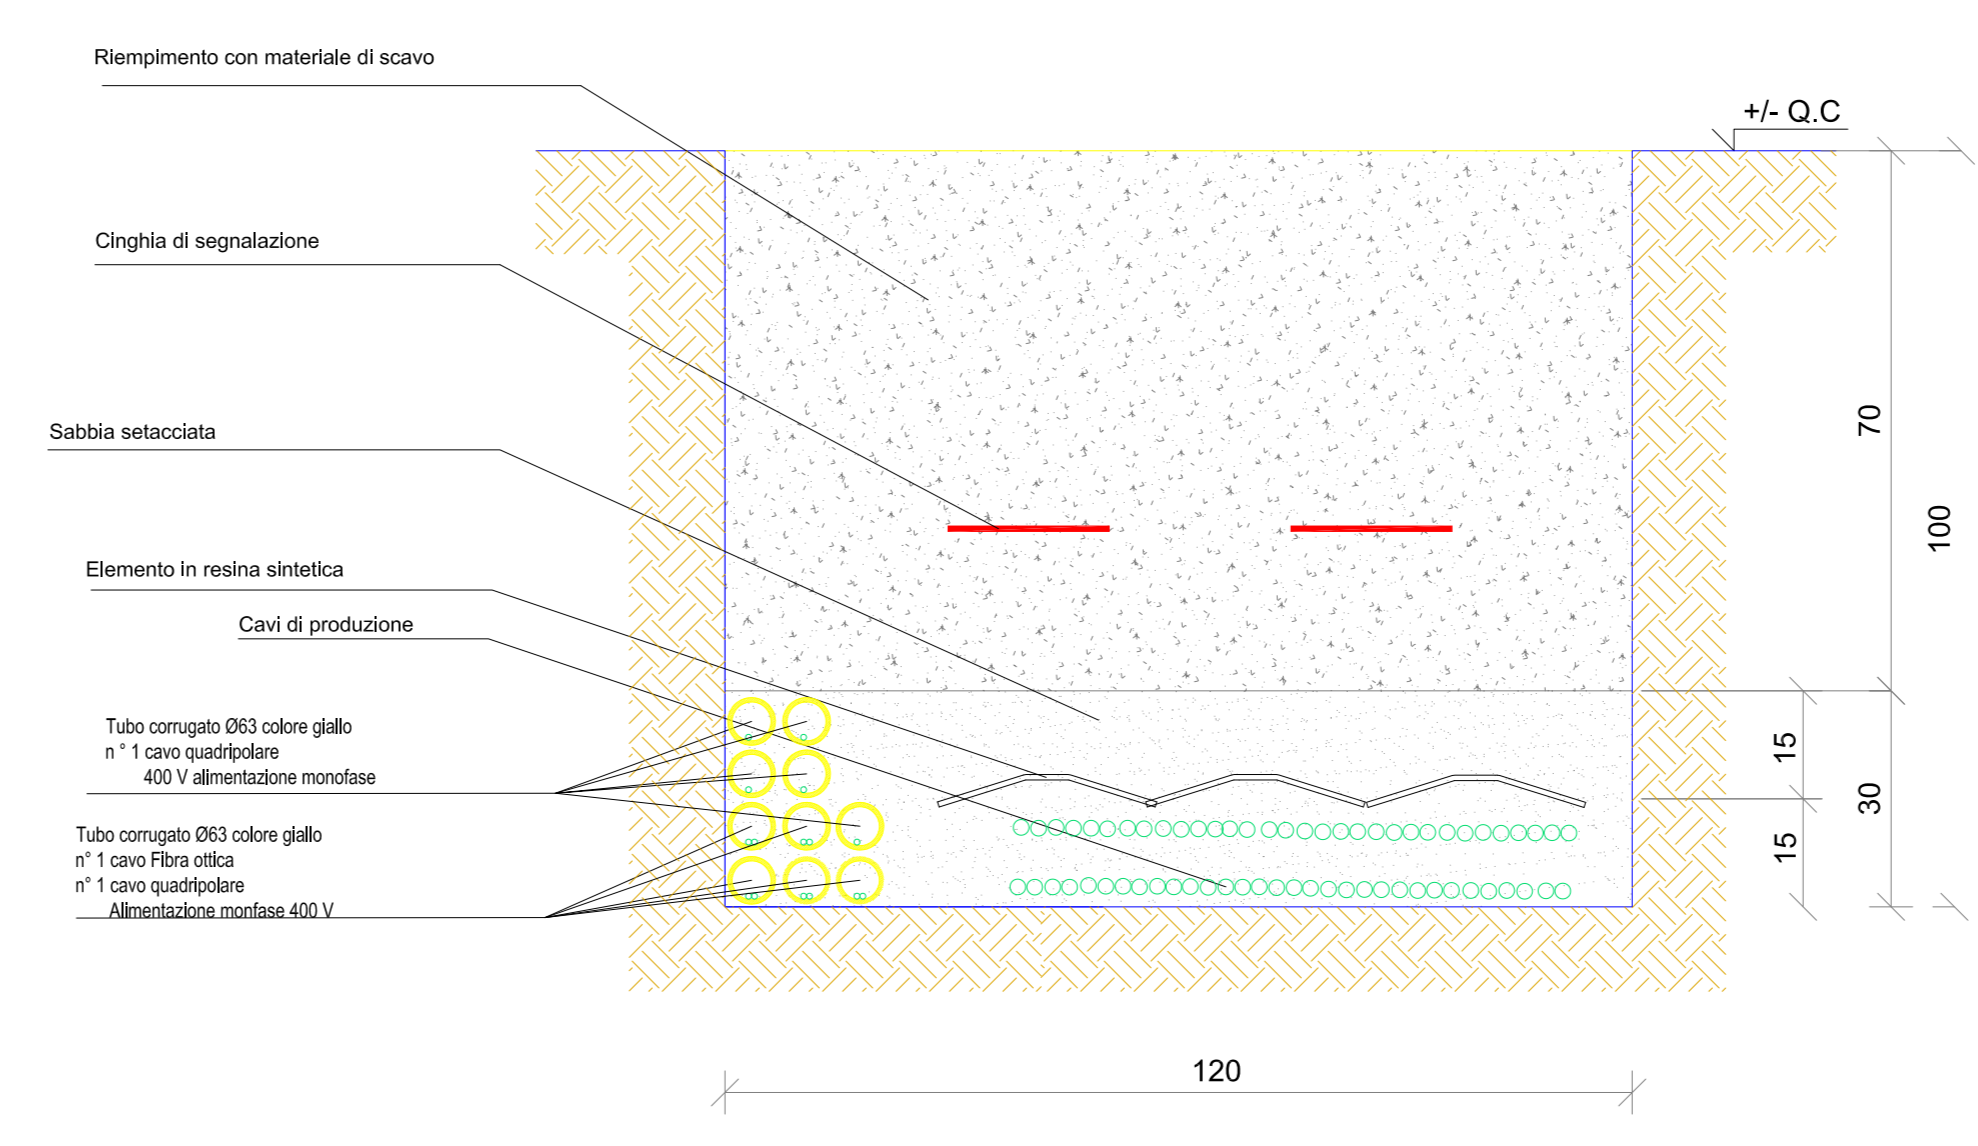 Riempimento con materiale di scavo
+/- Q.C
Cinghia di segnalazione
Sabbia setacciata
70
100
Elemento in resina sintetica
Cavi di produzione
Tubo corrugato Ø63 colore giallo
n ° 1 cavo quadripolare
400 V alimentazione monofase
15
30
15
Tubo corrugato Ø63 colore giallo
n° 1 cavo Fibra ottica
n° 1 cavo quadripolare
Alimentazione monfase 400 V
120